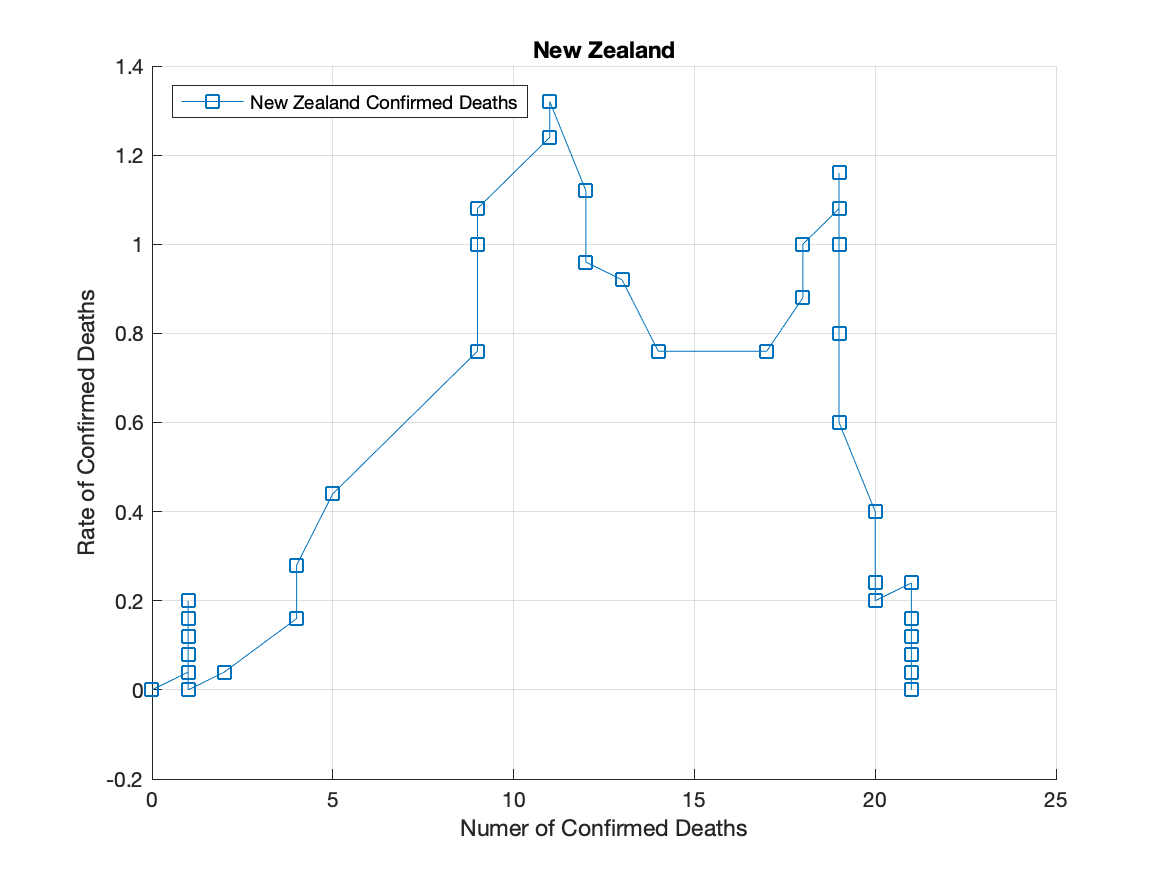 New Zealand
New Zealand Confirmed Deaths
Rate of Confirmed Deaths
1.4
1.2
1
0.8
0.6
0.4
0.2
0
-0.2
0 5 10 15 20 25
Numer of Confirmed Deaths